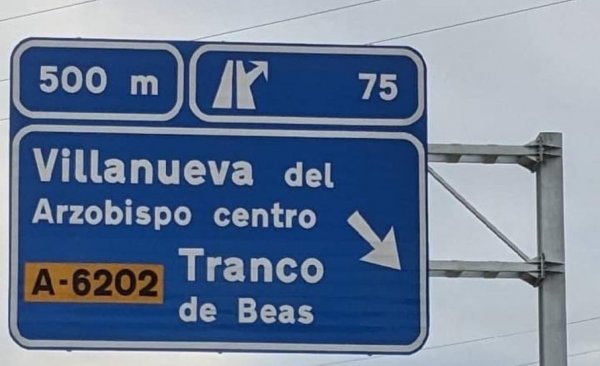 500 m
75
Villanueva del
Arzobispo centro
A-6202
Tranco
de Beas